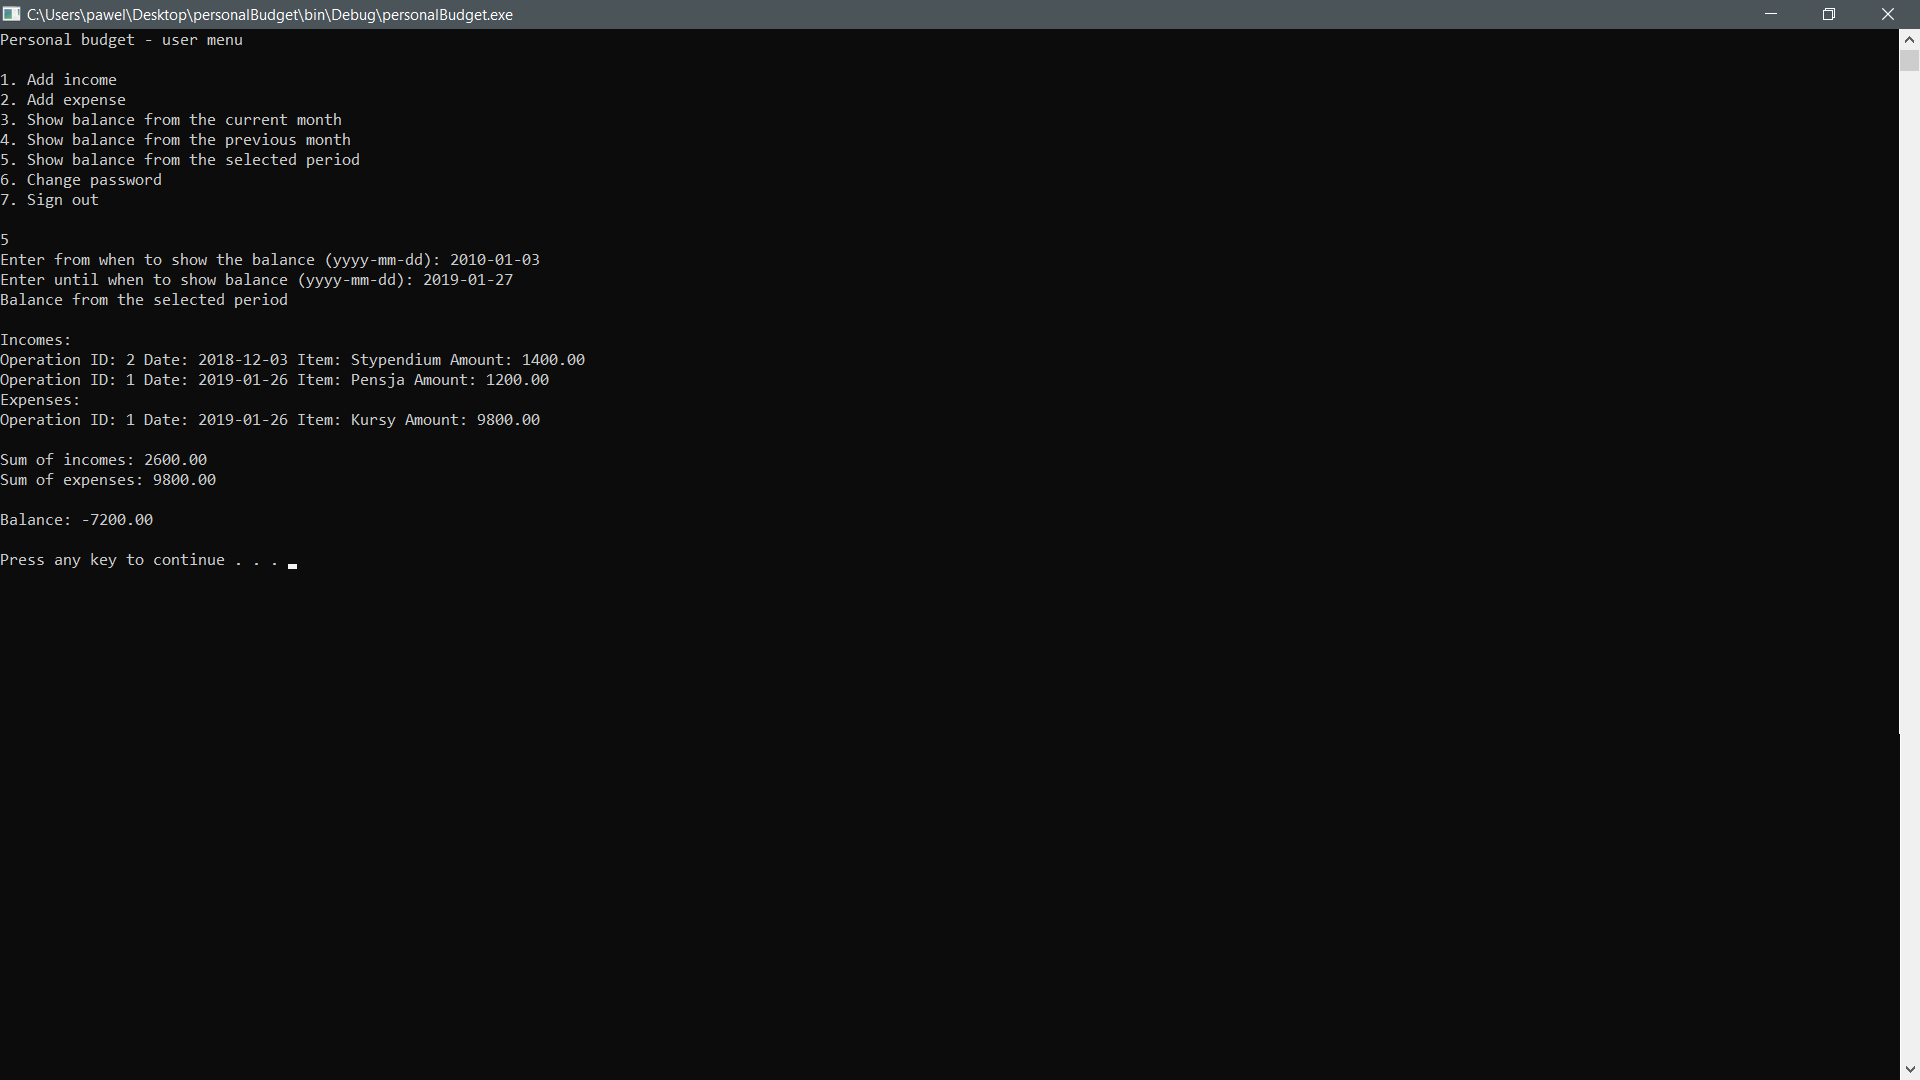 C:\Users\pawel\Desktop\personalBudget\bin\Debug\personalBudget.exe
Personal budget - user menu
1. Add income
2. Add expense
3. Show balance from the current month
4. Show balance from the previous month
5. Show balance from the selected period
6. Change password
7. Sign out
5
Enter from when to show the balance (yyyy-mm-dd): 2010-01-03
Enter until when to show balance (yyyy-mm-dd): 2019-01-27
Balance from the selected period
Incomes:
Operation ID: 2 Date: 2018-12-03 Item: Stypendium Amount: 1400.00
Operation ID: 1 Date: 2019-01-26 Item: Pensja Amount: 1200.00
Expenses:
Operation ID: 1 Date: 2019-01-26 Item: Kursy Amount: 9800.00
Sum of incomes: 2600.00
Sum of expenses: 9800.00
Balance: -7200.00
Press any key to continue . . .